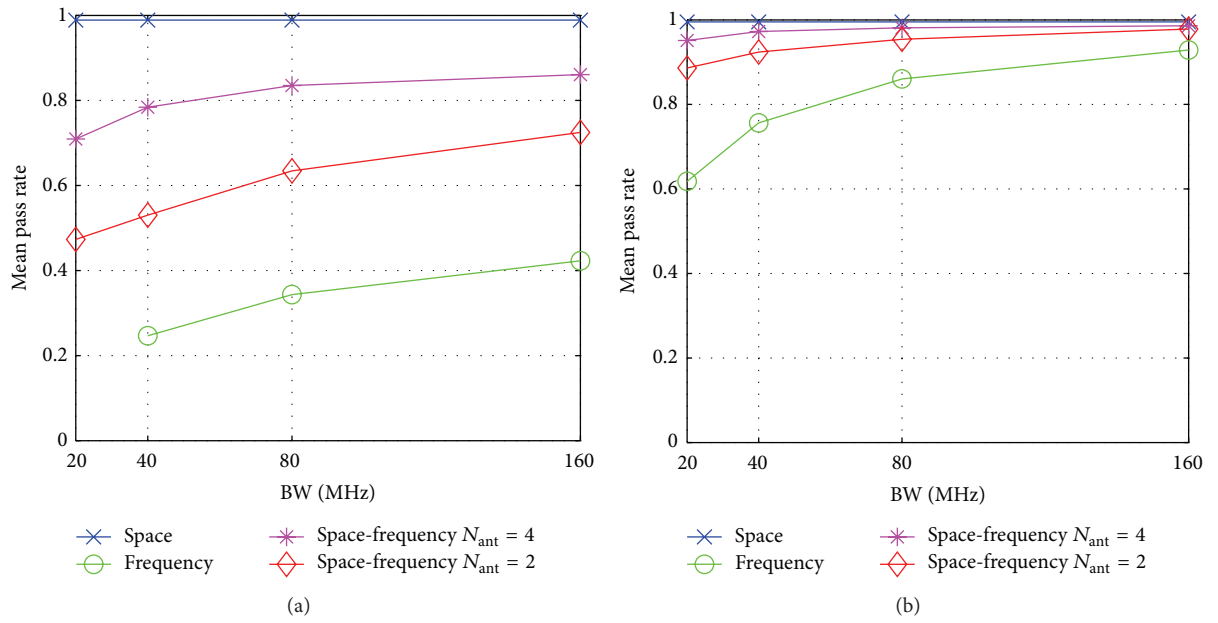 1
0.8
0.6
0.4
0.2
0
Mean pass rate
20 40 80 160
BW (MHz)
Space
Frequency
Space-frequency N_ant = 4
Space-frequency N_ant = 2
(a)
1
0.8
0.6
0.4
0.2
0
Mean pass rate
20 40 80 160
BW (MHz)
Space
Frequency
Space-frequency N_ant = 4
Space-frequency N_ant = 2
(b)